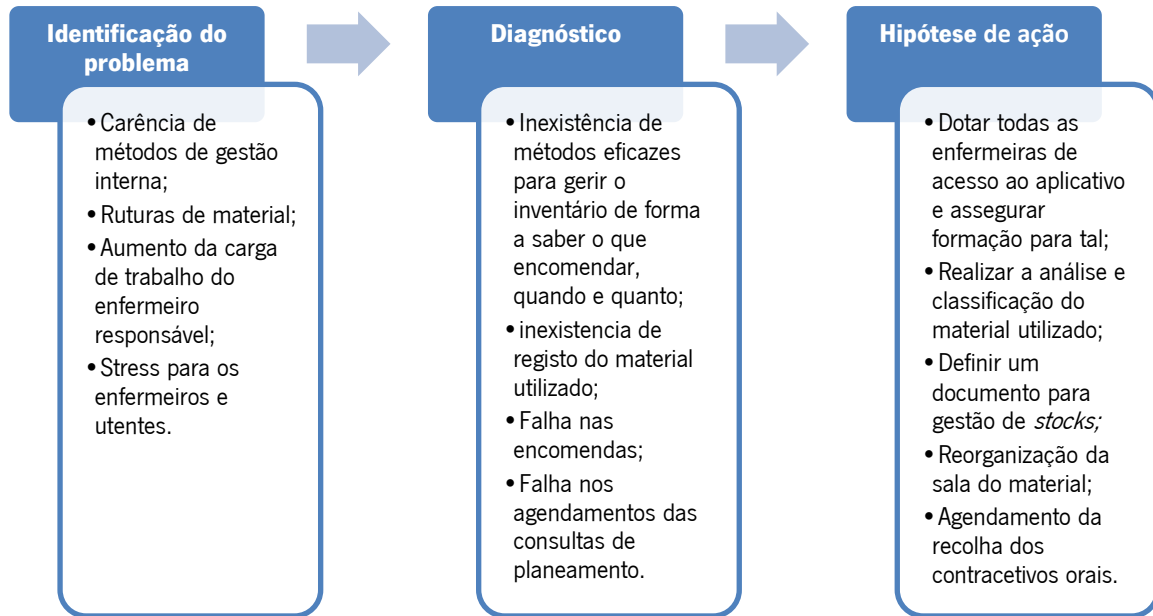 Identificação do
problema
• Carência de
métodos de gestão
interna;
• Ruturas de material;
• Aumento da carga
de trabalho do
enfermeiro
responsável;
• Stress para os
enfermeiros e
utentes.
Diagnóstico
• Inexistência de
métodos eficazes
para gerir o
inventário de forma
a saber o que
encomendar,
quando e quanto;
• inexistencia de
registo do material
utilizado;
• Falha nas
encomendas;
• Falha nos
agendamentos das
consultas de
planeamento.
Hipótese de ação
• Dotar todas as
enfermeiras de
acesso ao aplicativo
e assegurar
formação para tal;
• Realizar a análise e
classificação do
material utilizado;
• Definir um
documento para
gestão de stocks;
• Reorganização da
sala do material;
• Agendamento da
recolha dos
contracetivos orais.